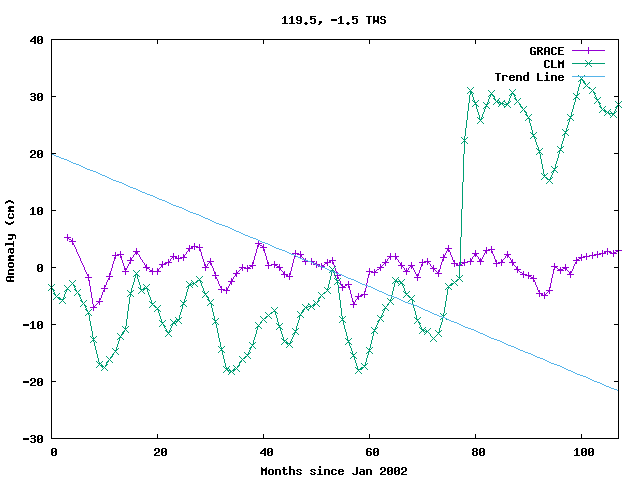 119.5, -1.5 TWS
GRACE
CLM
Trend Line
Anomaly (cm)
40
30
20
10
0
-10
-20
-30
0 20 40 60 80 100
Months since Jan 2002